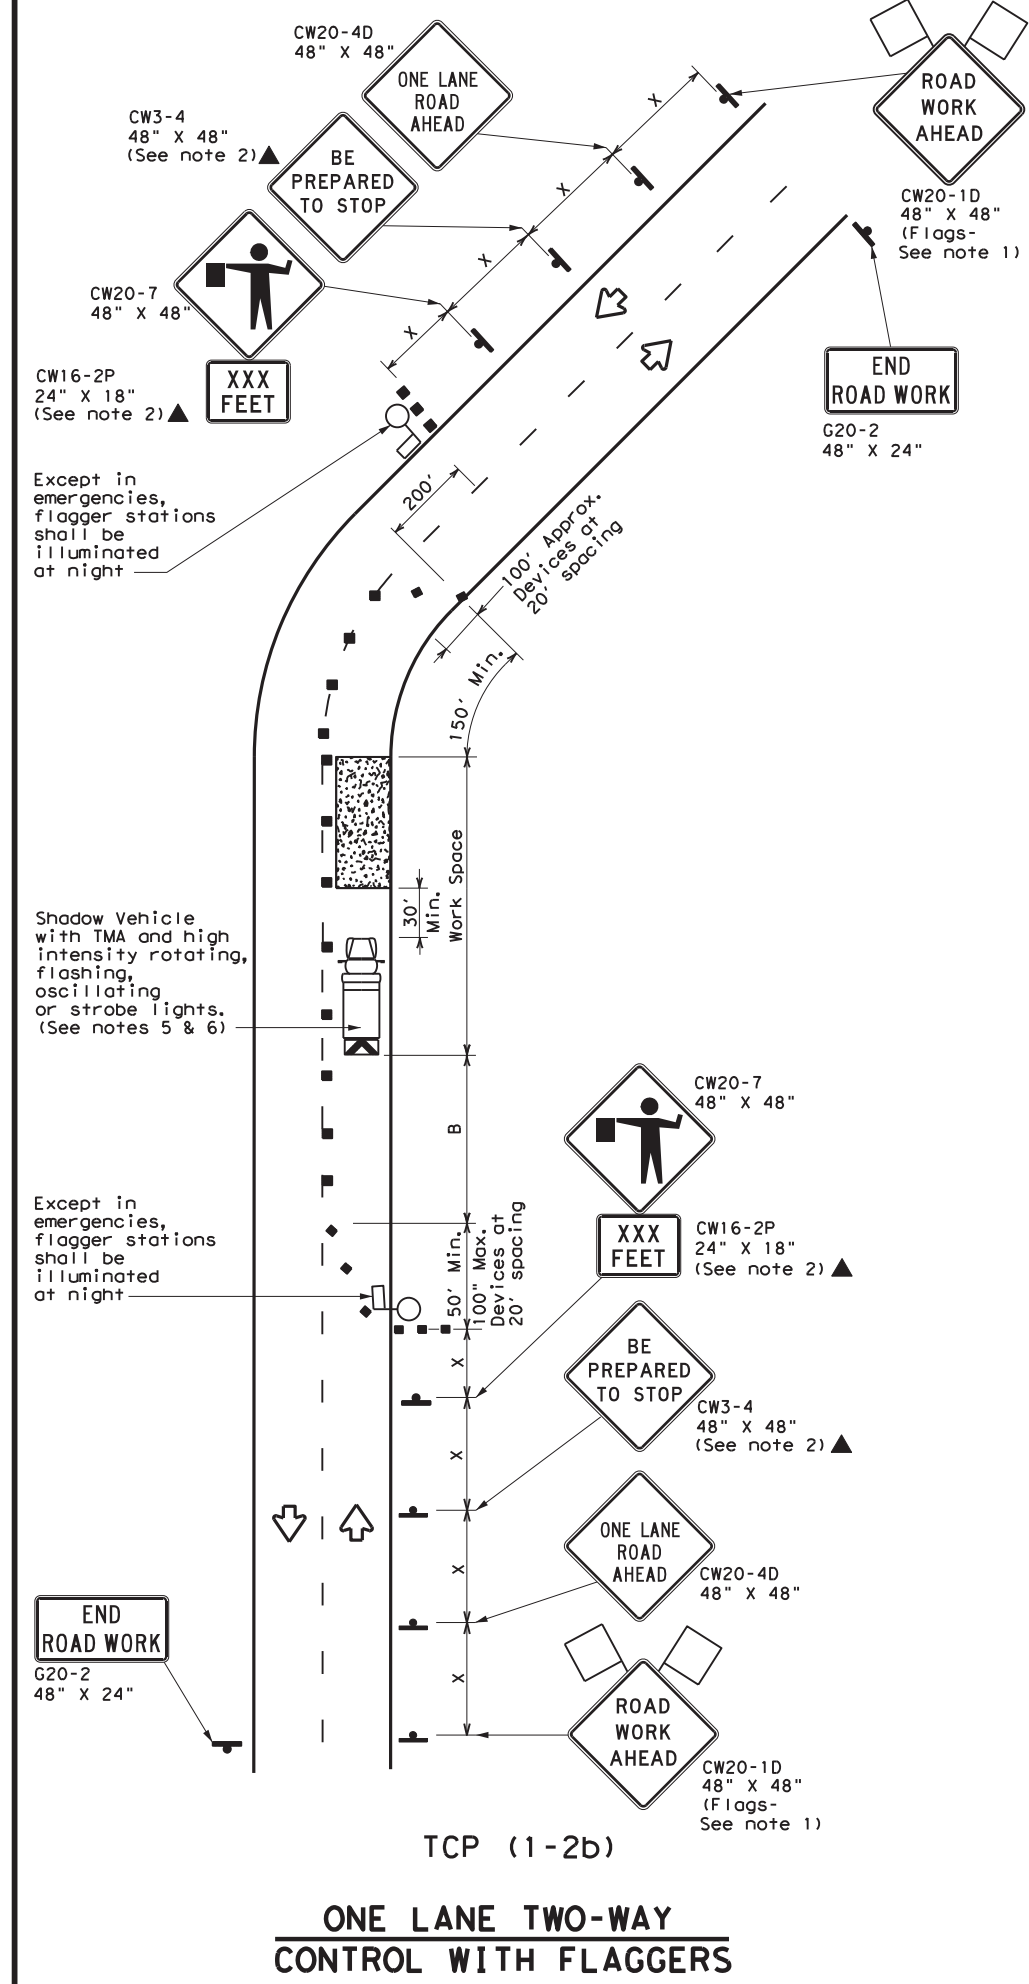 CW20-4D
48" X 48"
ONE LANE
ROAD
AHEAD
ROAD
WORK
AHEAD
CW20-1D
48" X 48"
(Flags-
See note 1)
CW3-4
48" X 48"
(See note 2)
BE
PREPARED
TO STOP
X
X
X
X
CW20-7
48" X 48"
CW16-2P
24" X 18"
(See note 2)
XXX
FEET
END
ROAD WORK
G20-2
48" X 24"
Except in
emergencies,
flagger stations
shall be
illuminated
at night
200'
100' Approx.
Devices at
20' spacing
150' Min.
Work Space
30'
Min.
Shadow Vehicle
with TMA and high
intensity rotating,
flashing,
oscillating
or strobe lights.
(See notes 5 & 6)
B
CW20-7
48" X 48"
XXX
FEET
CW16-2P
24" X 18"
(See note 2)
Except in
emergencies,
flagger stations
shall be
illuminated
at night
50' Min.
100" Max.
Devices at
20' spacing
X
X
X
X
BE
PREPARED
TO STOP
CW3-4
48" X 48"
(See note 2)
ONE LANE
ROAD
AHEAD
CW20-4D
48" X 48"
END
ROAD WORK
G20-2
48" X 24"
ROAD
WORK
AHEAD
CW20-1D
48" X 48"
(Flags-
See note 1)
TCP (1-2b)
ONE LANE TWO-WAY
CONTROL WITH FLAGGERS